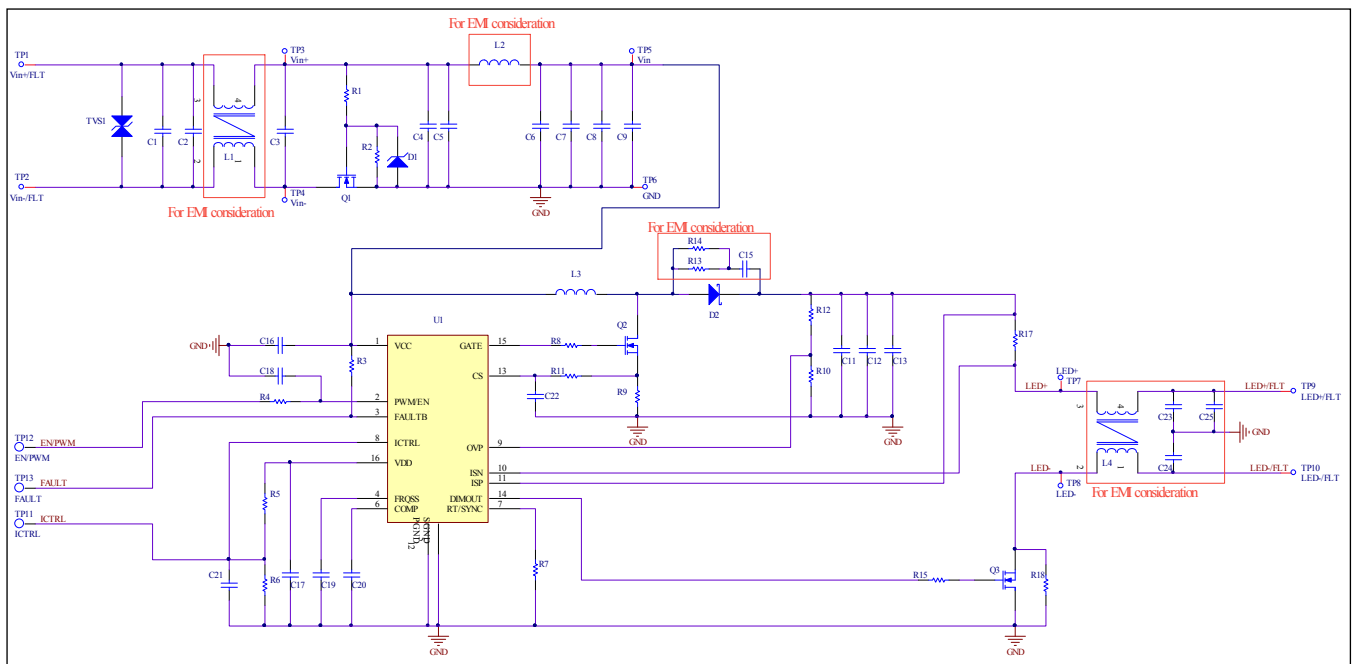 For EMI consideration
L2
TP1
Vin+/FLT
TP3
Vin+
TP5
Vin
TVS1
C1
C2
3
4
2
1
L1
C3
R1
R2
D1
C4
C5
C6
C7
C8
C9
TP2
Vin-/FLT
TP4
Vin-
Q1
TP6
GND
GND
For EMI consideration
For EMI consideration
R14
R13
C15
L3
D2
U1
GND
C16
C18
R3
R4
1
VCC
2
PWM/EN
3
FAULTB
8
ICTRL
16
VDD
4
FRQSS
6
COMP
GATE
15
CS
13
OVP
9
ISN
10
ISP
11
DIMOUT
14
RT/SYNC
7
PGND
SGND
12
R8
Q2
R11
C22
R9
GND
R12
R10
C11
C12
C13
GND
R17
LED+
LED+
TP7
3
4
2
1
L4
C23
C25
C24
GND
LED+/FLT
TP9
LED+/FLT
LED-
TP8
LED-
LED-/FLT
TP10
LED-/FLT
For EMI consideration
TP12
EN/PWM
EN/PWM
TP13
FAULT
FAULT
TP11
ICTRL
ICTRL
R5
R6
C21
C17
C19
C20
R7
R15
Q3
R18
GND
GND